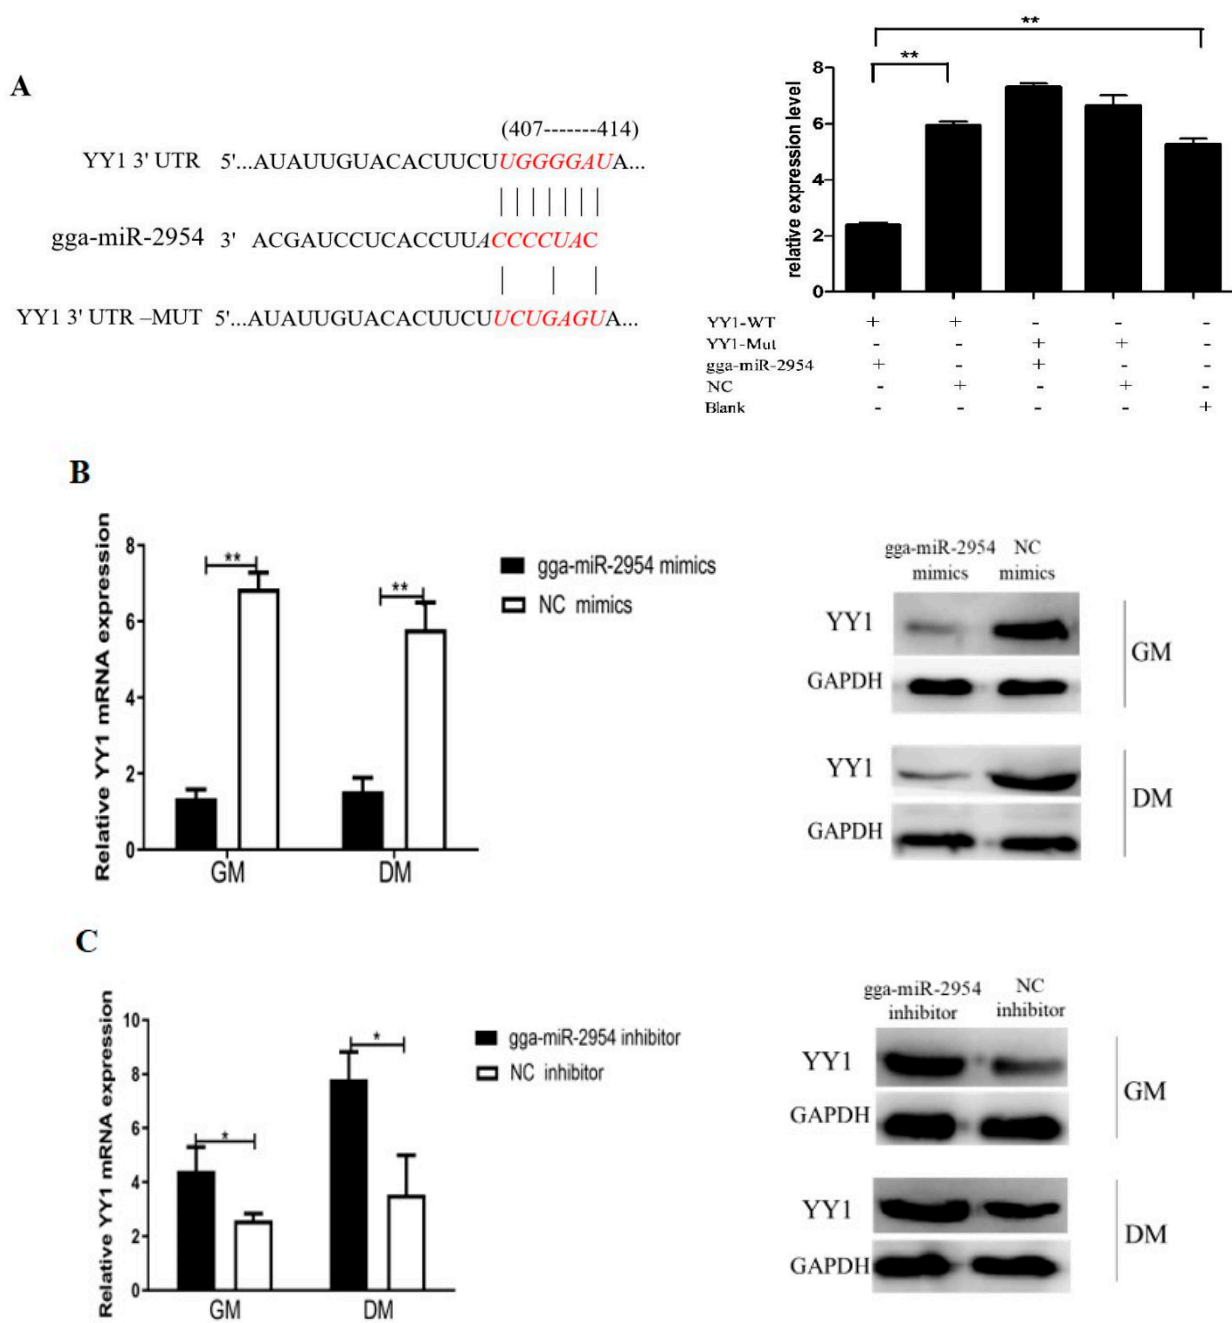 A
(407-------414)
YY1 3' UTR 5'...AUAUUGUACACUUCUUGGGGAUA...
gga-miR-2954 3' ACGAUCCUCACCUUACCCCUAC
YY1 3' UTR –MUT 5'...AUAUUGUACACUUCUUCUGAGUA...
**
**
relative expression level
8
6
4
2
0
YY1-WT + + - - -
YY1-Mut - - + + -
gga-miR-2954 + - + - -
NC - + - + -
Blank - - - - +
B
Relative YY1 mRNA expression
8
6
4
2
0
**
**
GM DM
gga-miR-2954 mimics
NC mimics
gga-miR-2954 NC
mimics mimics
YY1
GAPDH
GM
YY1
GAPDH
DM
C
Relative YY1 mRNA expression
10
8
6
4
2
0
*
*
GM DM
gga-miR-2954 inhibitor
NC inhibitor
gga-miR-2954 NC
inhibitor inhibitor
YY1
GAPDH
GM
YY1
GAPDH
DM